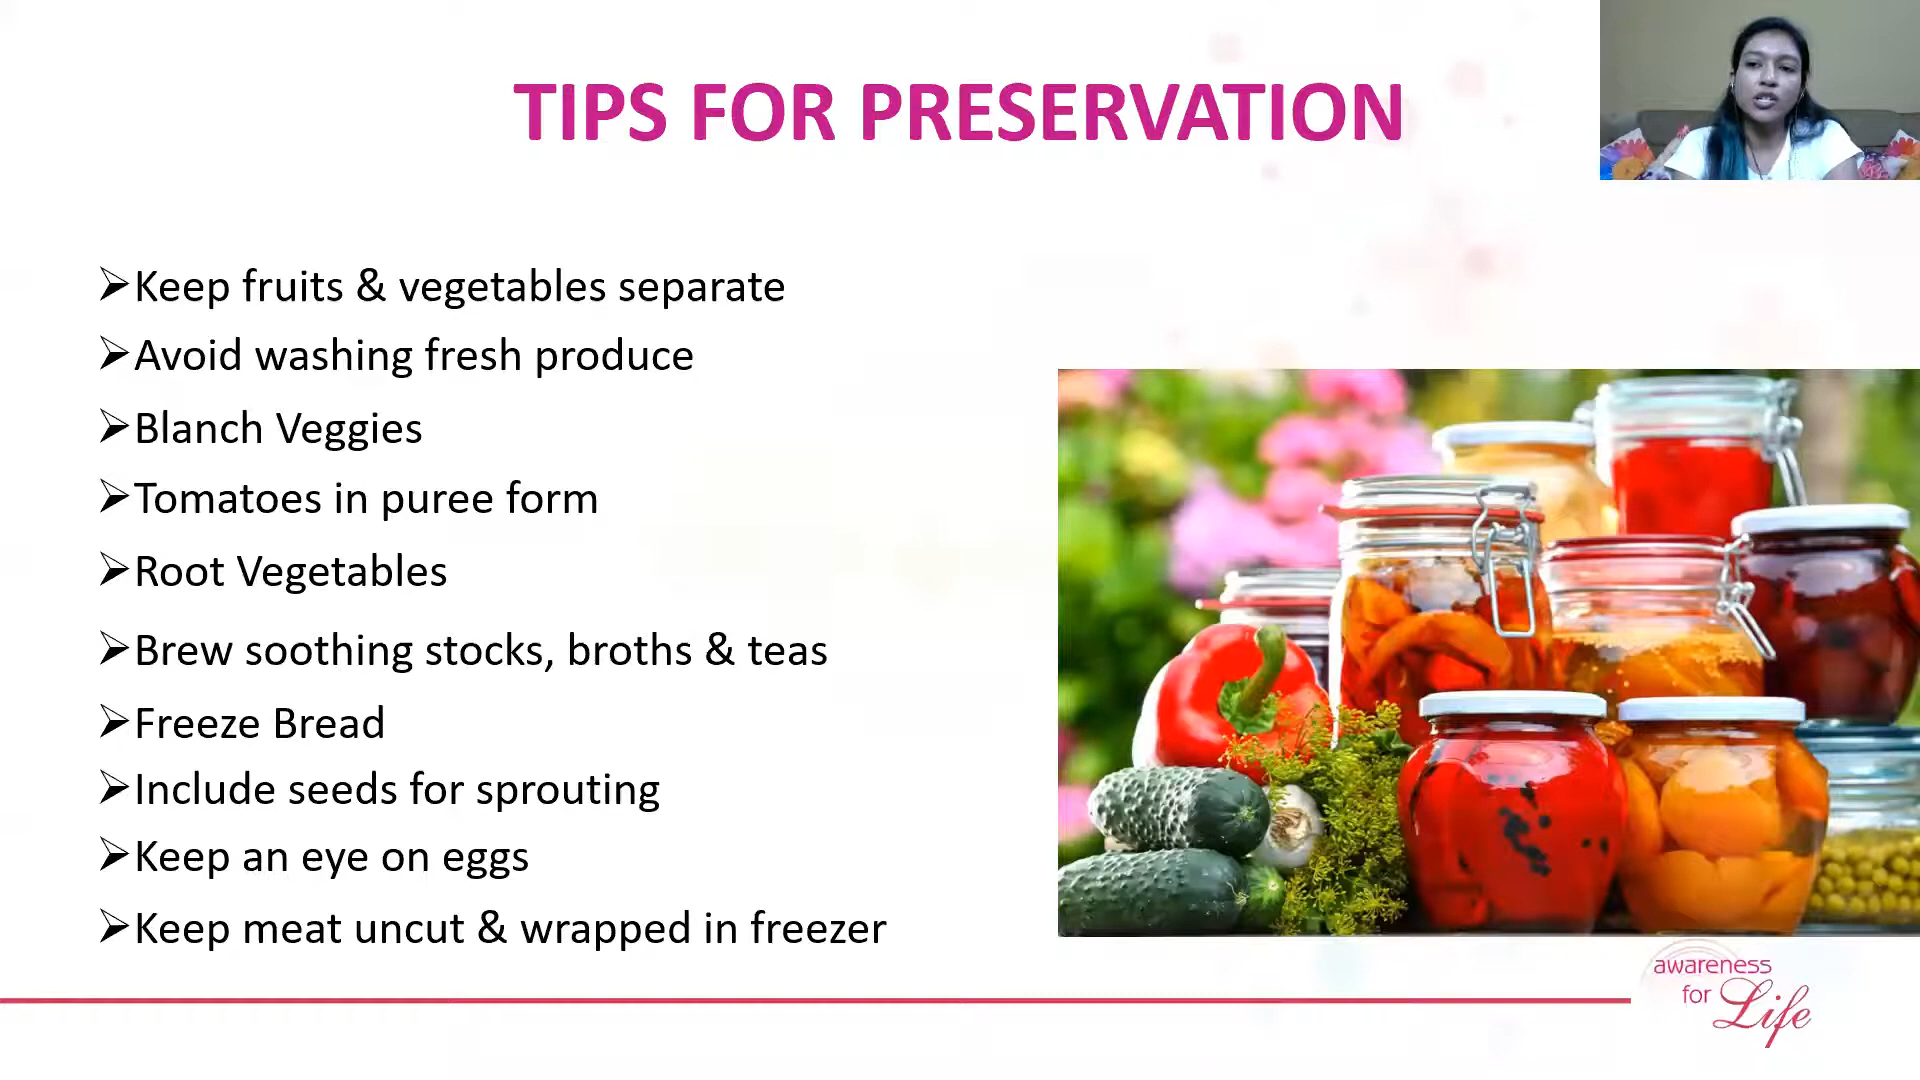 TIPS FOR PRESERVATION
➢Keep fruits & vegetables separate
➢Avoid washing fresh produce
➢Blanch Veggies
➢Tomatoes in puree form
➢Root Vegetables
➢Brew soothing stocks, broths & teas
➢Freeze Bread
➢Include seeds for sprouting
➢Keep an eye on eggs
➢Keep meat uncut & wrapped in freezer
awareness
for Life